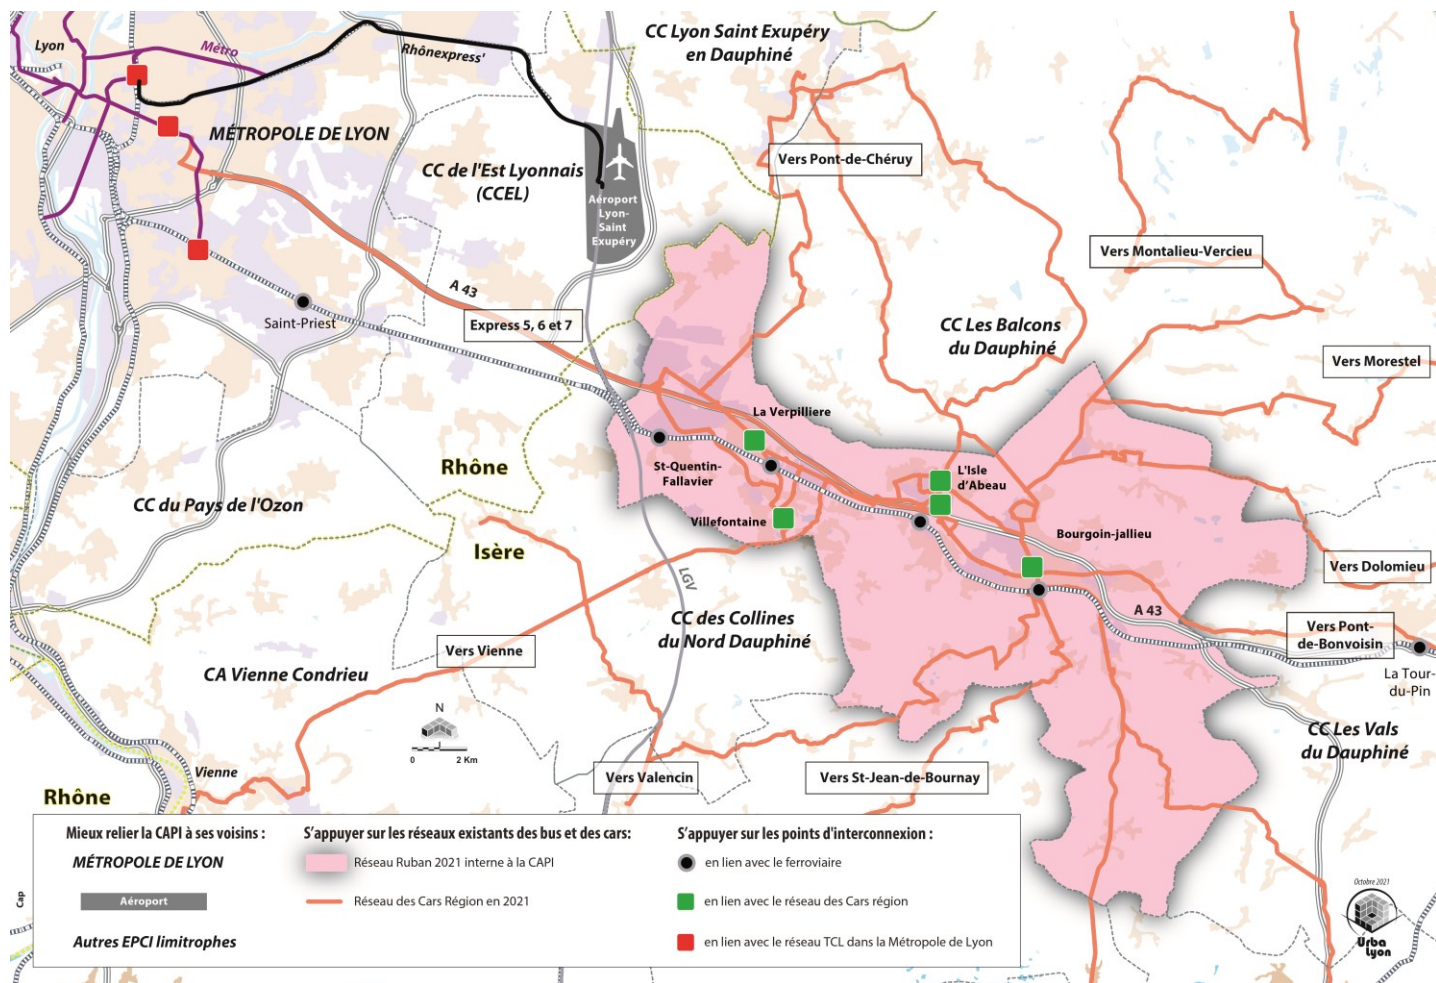 CC Lyon Saint Exupéry
en Dauphiné
Lyon
Métro
Rhônexpress'
MÉTROPOLE DE LYON
CC de l'Est Lyonnais
(CCEL)
Vers Pont-de-Chéruy
Aéroport
Lyon-
Saint
Exupéry
Vers Montalieu-Vercieu
A 43
Saint-Priest
Express 5, 6 et 7
CC Les Balcons
du Dauphiné
Vers Morestel
La Verpilliere
Rhône
St-Quentin-
Fallavier
L'Isle
d'Abeau
CC du Pays de l'Ozon
Villefontaine
Bourgoin-jallieu
Isère
LGV
Vers Dolomieu
CC des Collines
du Nord Dauphiné
A 43
Vers Pont-
de-Bonvoisin
Vers Vienne
CA Vienne Condrieu
La Tour-
du-Pin
N
0 2 Km
CC Les Vals
du Dauphiné
Vienne
Vers Valencin
Vers St-Jean-de-Bournay
Rhône
Mieux relier la CAPI à ses voisins :
MÉTROPOLE DE LYON
Aéroport
Autres EPCI limitrophes
S'appuyer sur les réseaux existants des bus et des cars:
Réseau Ruban 2021 interne à la CAPI
Réseau des Cars Région en 2021
S'appuyer sur les points d'interconnexion :
en lien avec le ferroviaire
en lien avec le réseau des Cars région
en lien avec le réseau TCL dans la Métropole de Lyon
Cap
Octobre 2021
Urba
Lyon